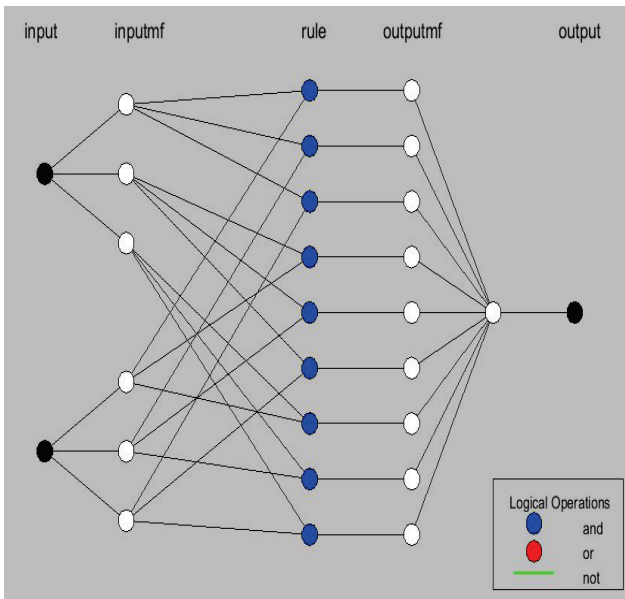 input inputmf rule outputmf output
Logical Operations
and
or
not